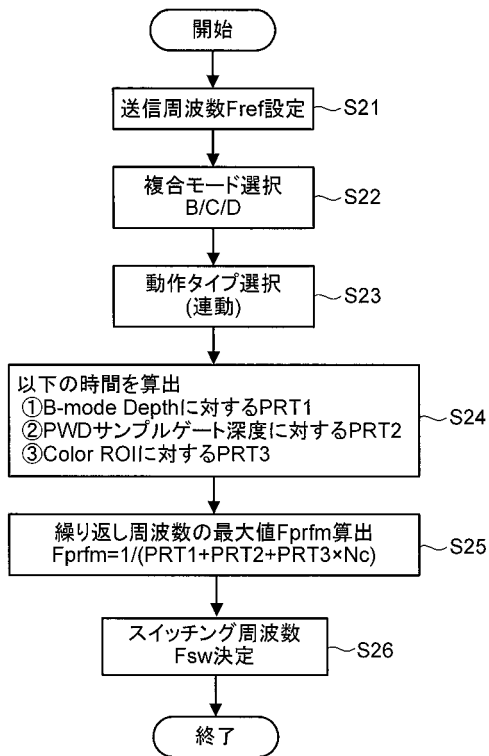 開始
送信周波数Fref設定
S21
複合モード選択
B/C/D
S22
動作タイプ選択
(連動)
S23
以下の時間を算出
①B-mode Depthに対するPRT1
②PWDサンプルゲート深度に対するPRT2
③Color ROIに対するPRT3
S24
繰り返し周波数の最大値Fprfm算出
Fprfm=1/(PRT1+PRT2+PRT3×Nc)
S25
スイッチング周波数
Fsw決定
S26
終了